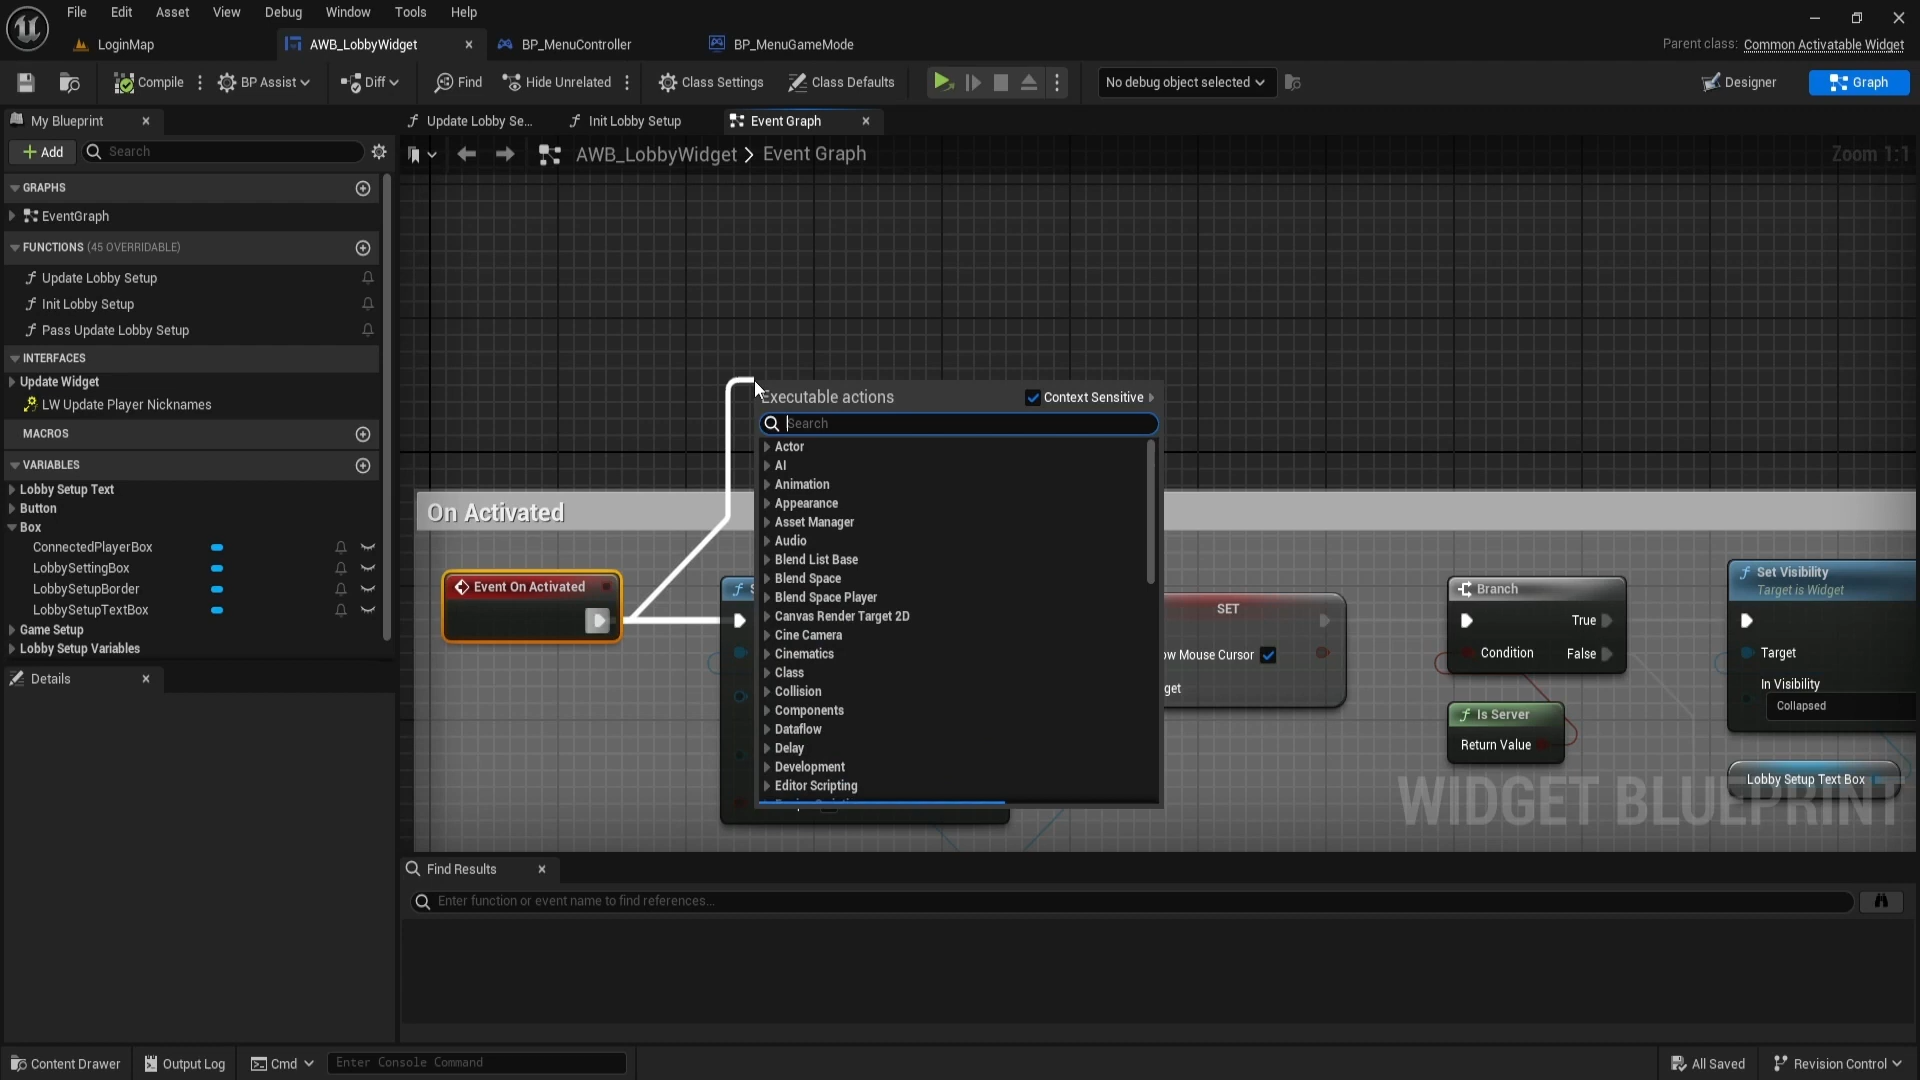 File Edit Asset View Debug Window Tools Help
LoginMap AWB_LobbyWidget BP_MenuController BP_MenuGameMode
Parent class: Common Activatable Widget
Compile BP Assist Diff Find Hide Unrelated Class Settings Class Defaults No debug object selected Designer Graph
My Blueprint
Add Search
GRAPHS
EventGraph
FUNCTIONS (45 OVERRIDABLE)
Update Lobby Setup
Init Lobby Setup
Pass Update Lobby Setup
INTERFACES
Update Widget
LW Update Player Nicknames
MACROS
VARIABLES
Lobby Setup Text
Button
Box
ConnectedPlayerBox
LobbySettingBox
LobbySetupBorder
LobbySetupTextBox
Game Setup
Lobby Setup Variables
Details
Update Lobby Se... Init Lobby Setup Event Graph
AWB_LobbyWidget > Event Graph
Zoom 1:1
Executable actions Context Sensitive
Search
Actor
AI
Animation
Appearance
Asset Manager
Audio
Blend List Base
Blend Space
Blend Space Player
Canvas Render Target 2D
Cine Camera
Cinematics
Class
Collision
Components
Dataflow
Delay
Development
Editor Scripting
On Activated
Event On Activated
SET
ow Mouse Cursor
get
Branch
True
Condition False
Is Server
Return Value
Set Visibility
Target is Widget
Target
In Visibility
Collapsed
Lobby Setup Text Box
WIDGET BLUEPRINT
Find Results
Enter function or event name to find references...
Content Drawer Output Log Cmd Enter Console Command All Saved Revision Control